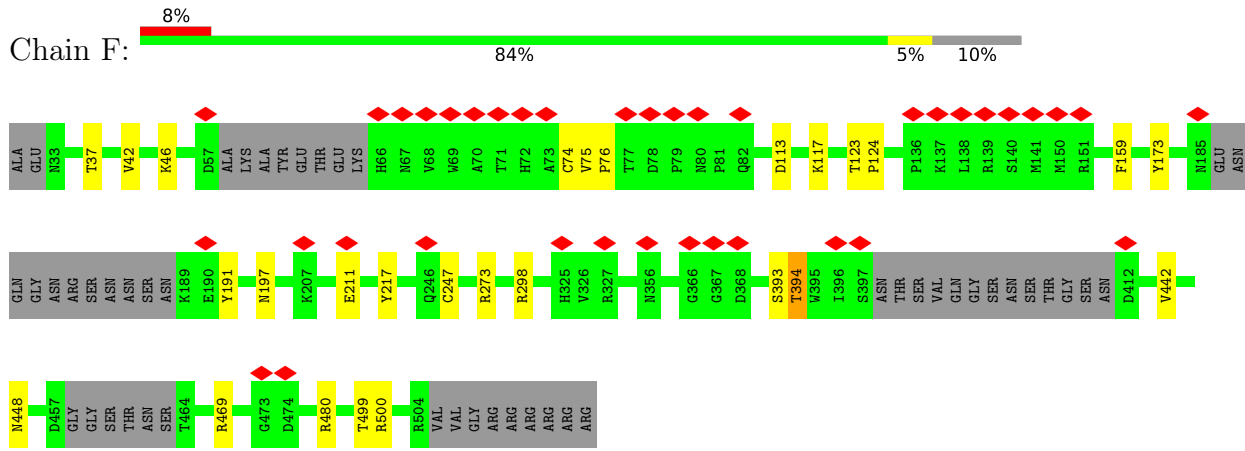 8%
Chain F:
84% 5% 10%
ALA GLU N33 T37 V42 K46 D57 ALA LYS ALA TYR GLU THR GLU LYS H66 N67 V68 W69 A70 T71 H72 A73 C74 V75 P76 T77 D78 P79 N80 P81 Q82 D113 K117 T123 P124 P136 K137 L138 R139 S140 M141 M150 R151 F159 Y173 N185 GLU ASN
GLN GLY ASN ARG SER ASN ASN SER ASN K189 E190 Y191 N197 K207 E211 Y217 Q246 C247 R273 R298 H325 V326 R327 N356 G366 G367 D368 S393 T394 W395 I396 S397 ASN THR SER VAL GLN GLY SER ASN SER THR GLY SER ASN D412 V442
N448 D457 GLY GLY SER THR ASN SER T464 R469 G473 D474 R480 T499 R500 R504 VAL VAL GLY ARG ARG ARG ARG ARG ARG